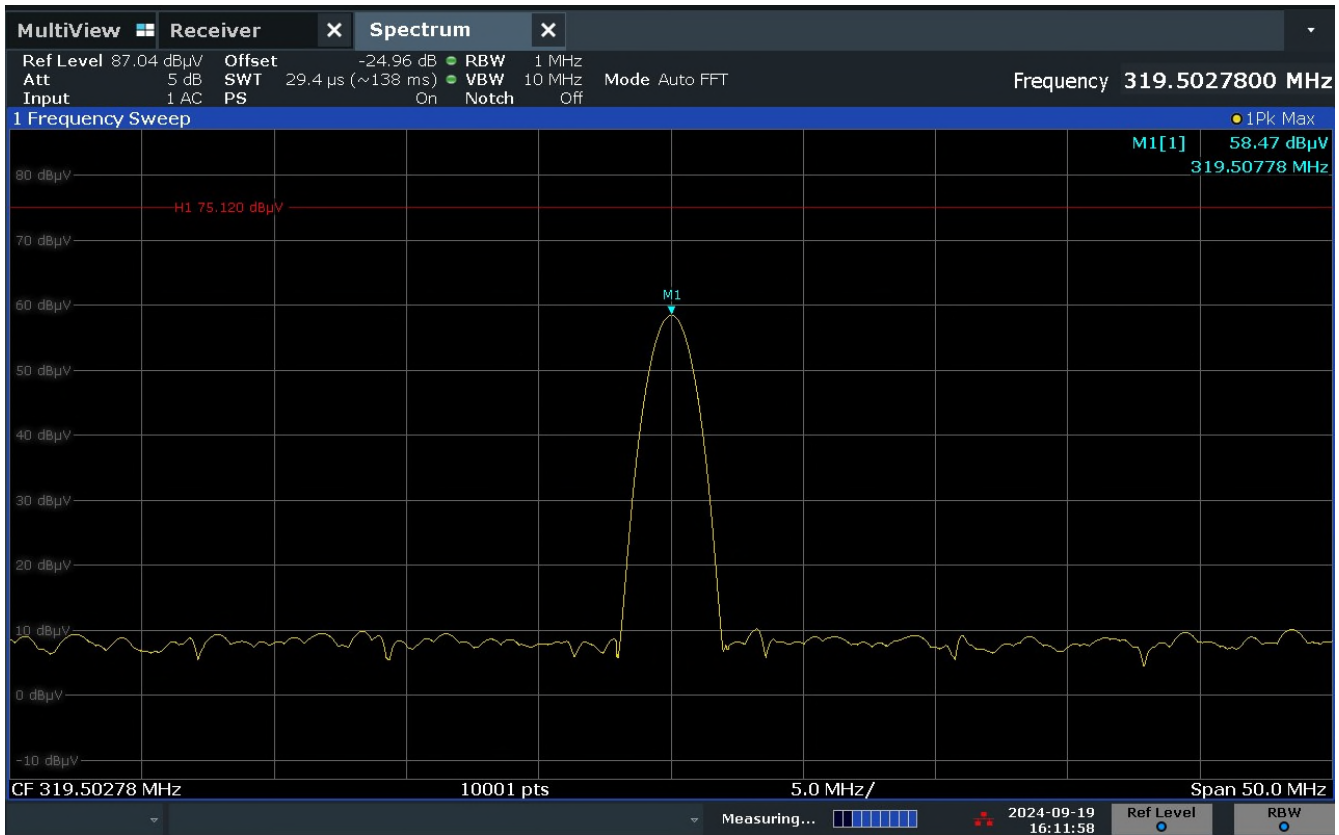 MultiView Receiver ✕ Spectrum ✕
Ref Level 87.04 dBµV Offset -24.96 dB RBW 1 MHz
Att 5 dB SWT 29.4 µs (~138 ms) VBW 10 MHz Mode Auto FFT
Input 1 AC PS On Notch Off
Frequency 319.5027800 MHz
1 Frequency Sweep 1Pk Max
M1[1] 58.47 dBµV
319.50778 MHz
80 dBµV
H1 75.120 dBµV
70 dBµV
M1
60 dBµV
50 dBµV
40 dBµV
30 dBµV
20 dBµV
10 dBµV
0 dBµV
-10 dBµV
CF 319.50278 MHz 10001 pts 5.0 MHz/ Span 50.0 MHz
Measuring... 2024-09-19 Ref Level RBW
16:11:58